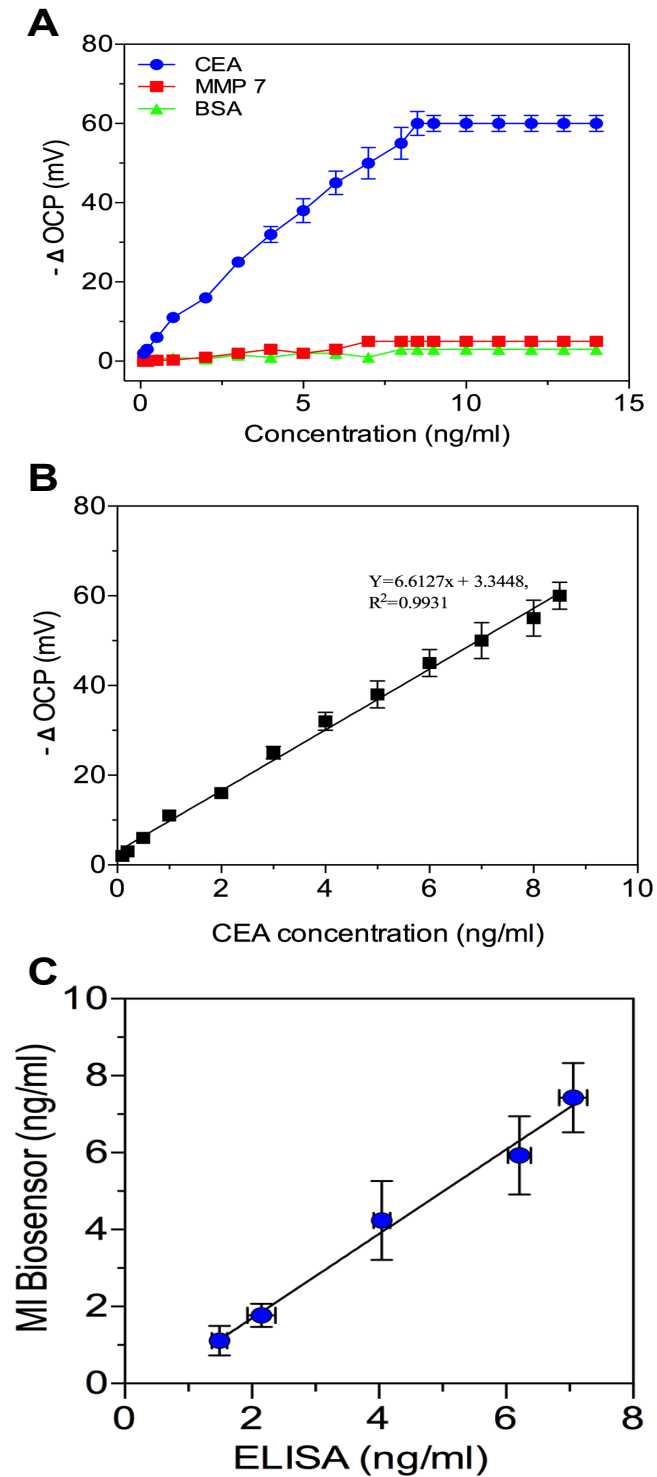 A
80
60
40
20
0
- Δ OCP (mV)
CEA
MMP 7
BSA
0 5 10 15
Concentration (ng/ml)
B
80
60
40
20
0
- Δ OCP (mV)
Y=6.6127x + 3.3448,
R²=0.9931
0 2 4 6 8 10
CEA concentration (ng/ml)
C
10
8
6
4
2
0
MI Biosensor (ng/ml)
0 2 4 6 8
ELISA (ng/ml)